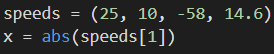 speeds = (25, 10, -58, 14.6)
x = abs(speeds[1])